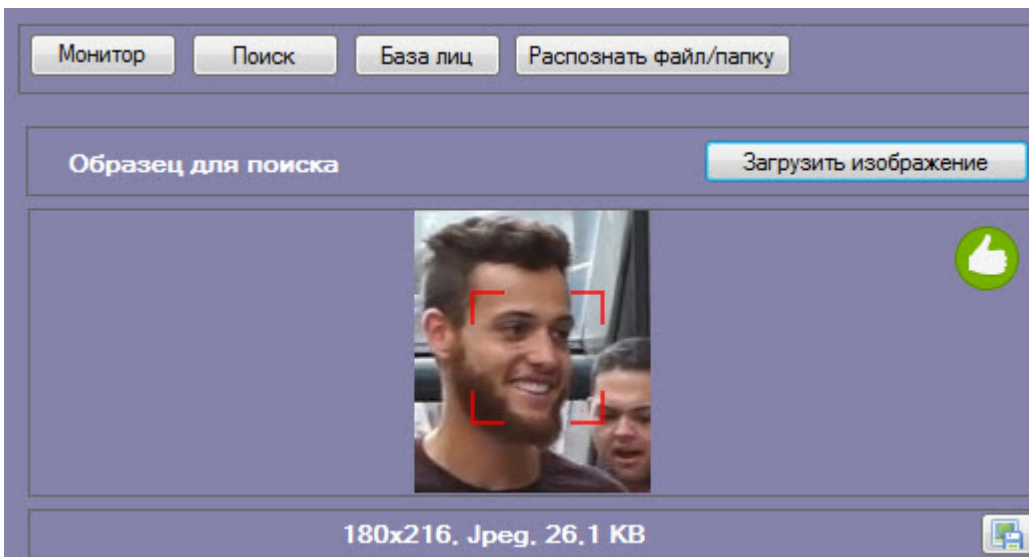 Монитор Поиск База лиц Распознать файл/папку
Образец для поиска Загрузить изображение
180x216, Jpeg, 26,1 KB